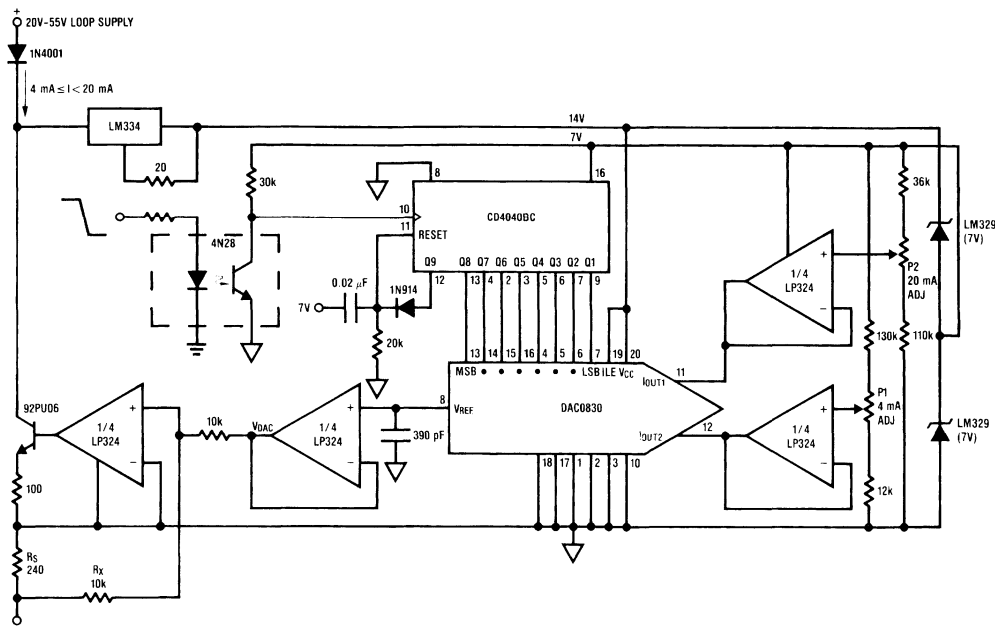 +
20V-55V LOOP SUPPLY
1N4001
4 mA ≤ I < 20 mA
LM334
20
14V
7V
30k
8
16
10
11
CD4040BC
RESET
Q9 Q8 Q7 Q6 Q5 Q4 Q3 Q2 Q1
12 13 4 2 3 5 6 7 9
4N28
0.02 µF
1N914
7V
20k
36k
LM329
(7V)
P2
20 mA
ADJ
+
1/4
LP324
−
130k
110k
13 14 15 16 4 5 6 7 19 20
MSB LSB ILE VCC
IOUT1
11
8
VREF
DAC0830
IOUT2
12
18 17 1 2 3 10
+
1/4
LP324
−
P1
4 mA
ADJ
LM329
(7V)
12k
92PU06
+
1/4
LP324
−
10k
VDAC
+
1/4
LP324
−
390 pF
100
RS
240
RX
10k